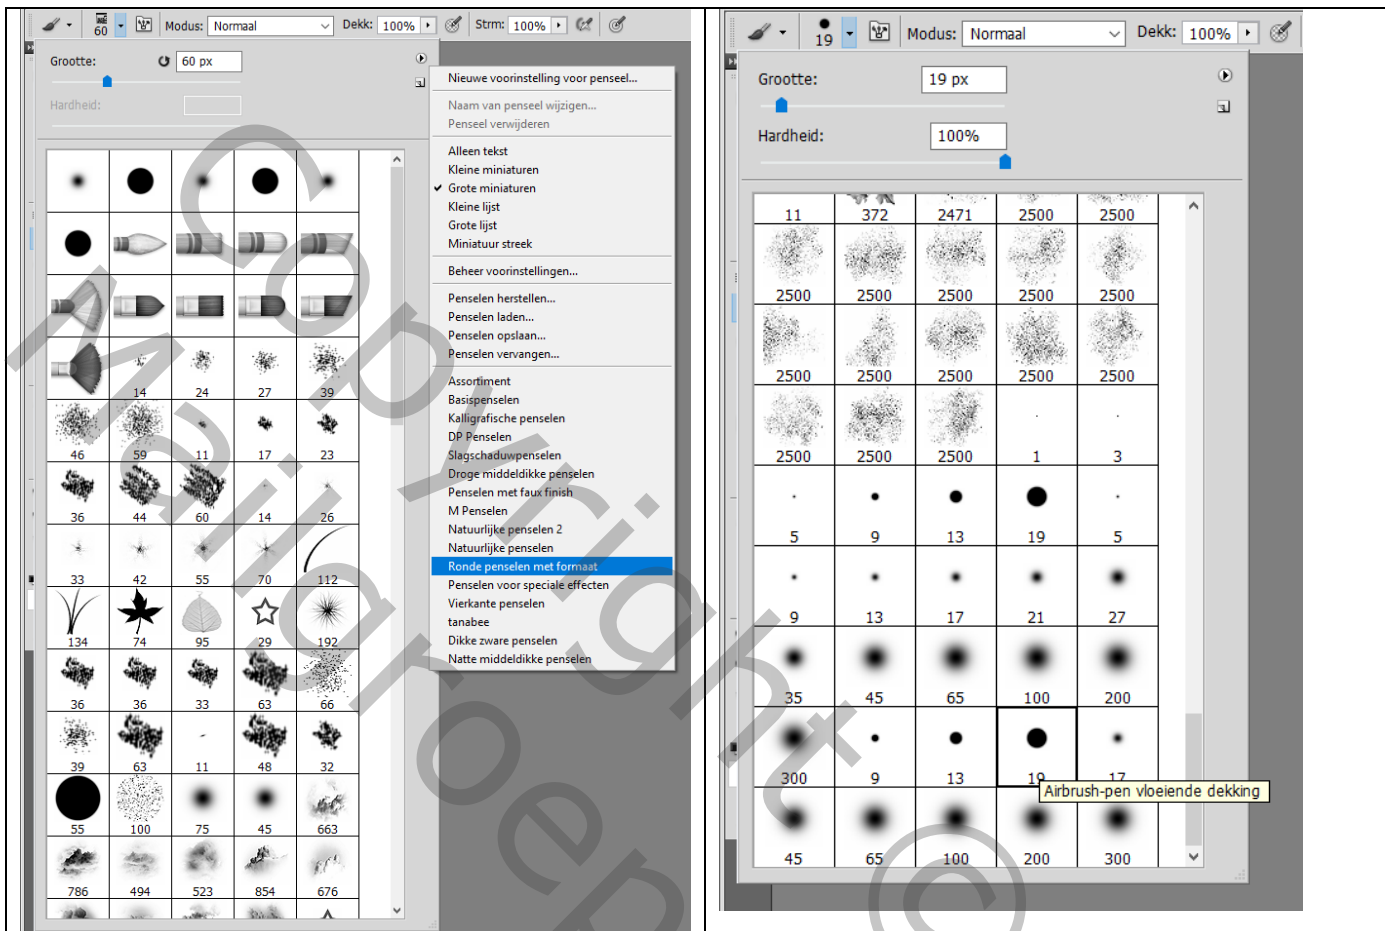 60
Modus: Normaal
Dekk: 100%
Strm: 100%
Grootte:
60 px
Hardheid:
14 24 27 39
46 59 11 17 23
36 44 60 14 26
33 42 55 70 112
134 74 95 29 192
36 36 33 63 66
39 63 11 48 32
55 100 75 45 663
786 494 523 854 676
Nieuwe voorinstelling voor penseel...
Naam van penseel wijzigen...
Penseel verwijderen
Alleen tekst
Kleine miniaturen
Grote miniaturen
Kleine lijst
Grote lijst
Miniatuur streek
Beheer voorinstellingen...
Penselen herstellen...
Penselen laden...
Penselen opslaan...
Penselen vervangen...
Assortiment
Basispenselen
Kalligrafische penselen
DP Penselen
Slagschaduwpenselen
Droge middeldikke penselen
Penselen met faux finish
M Penselen
Natuurlijke penselen 2
Natuurlijke penselen
Ronde penselen met formaat
Penselen voor speciale effecten
Vierkante penselen
tanabee
Dikke zware penselen
Natte middeldikke penselen
19
Modus: Normaal
Dekk: 100%
Grootte:
19 px
Hardheid:
100%
11 372 2471 2500 2500
2500 2500 2500 2500 2500
2500 2500 2500 2500 2500
2500 2500 2500 1 3
5 9 13 19 5
9 13 17 21 27
35 45 65 100 200
300 9 13 19 17
Airbrush-pen vloeiende dekking
45 65 100 200 300
Copyright ©
Mailgroep